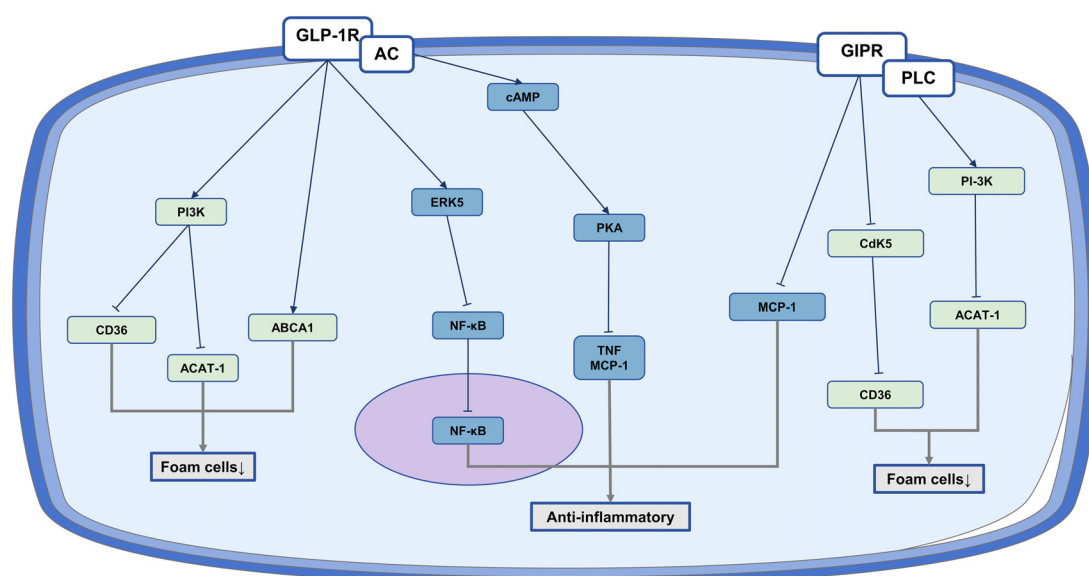 GLP-1R
AC
GIPR
PLC
cAMP
PI3K
ERK5
PKA
PI-3K
CdK5
CD36
ACAT-1
ABCA1
NF-κB
TNF
MCP-1
MCP-1
ACAT-1
CD36
NF-κB
Foam cells↓
Anti-inflammatory
Foam cells↓